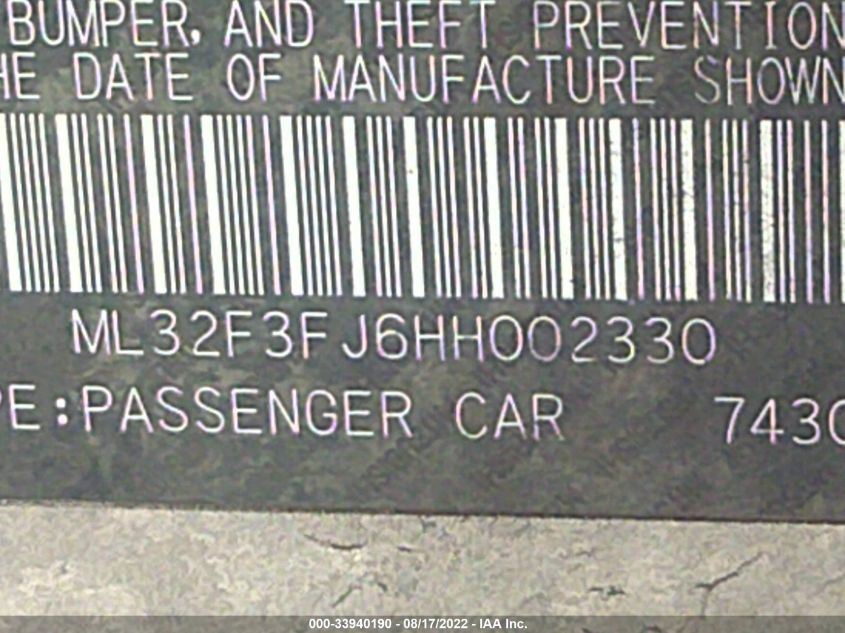 BUMPER, AND THEFT PREVENTION
HE DATE OF MANUFACTURE SHOWN
ML32F3FJ6HH002330
PE:PASSENGER CAR 7430
000-33940190 - 08/17/2022 - IAA Inc.